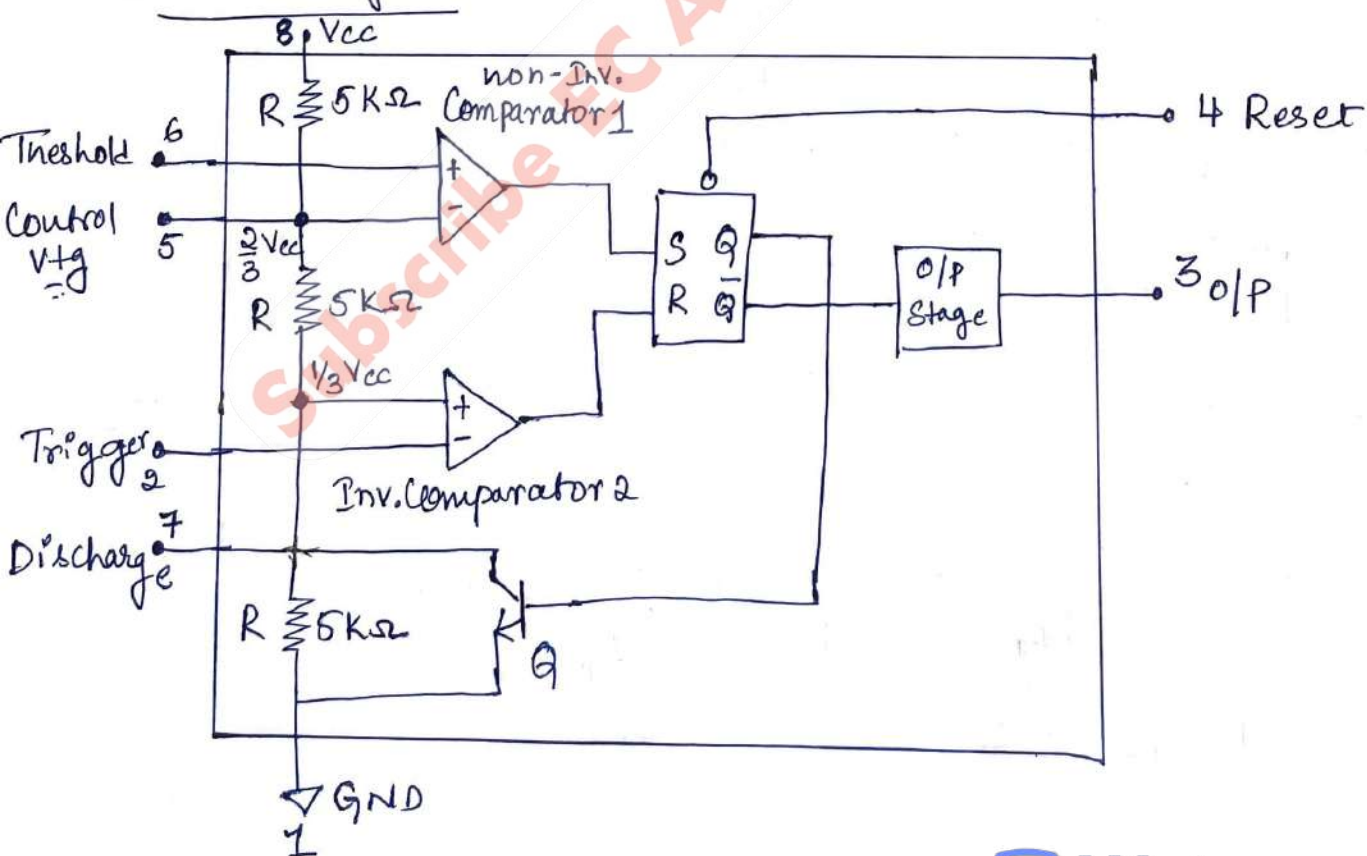 8 Vcc
R 5KΩ
non-Inv.
Comparator 1
6
Theshold
4 Reset
Control
Vtg
5
2/3 Vcc
+
-
S Q
R Q̅
O/P
Stage
3 O/P
R 5KΩ
1/3 Vcc
+
-
Trigger
2
Inv. Comparator 2
7
Discharge
R 5KΩ
Q
GND
1
Subscribe EC A